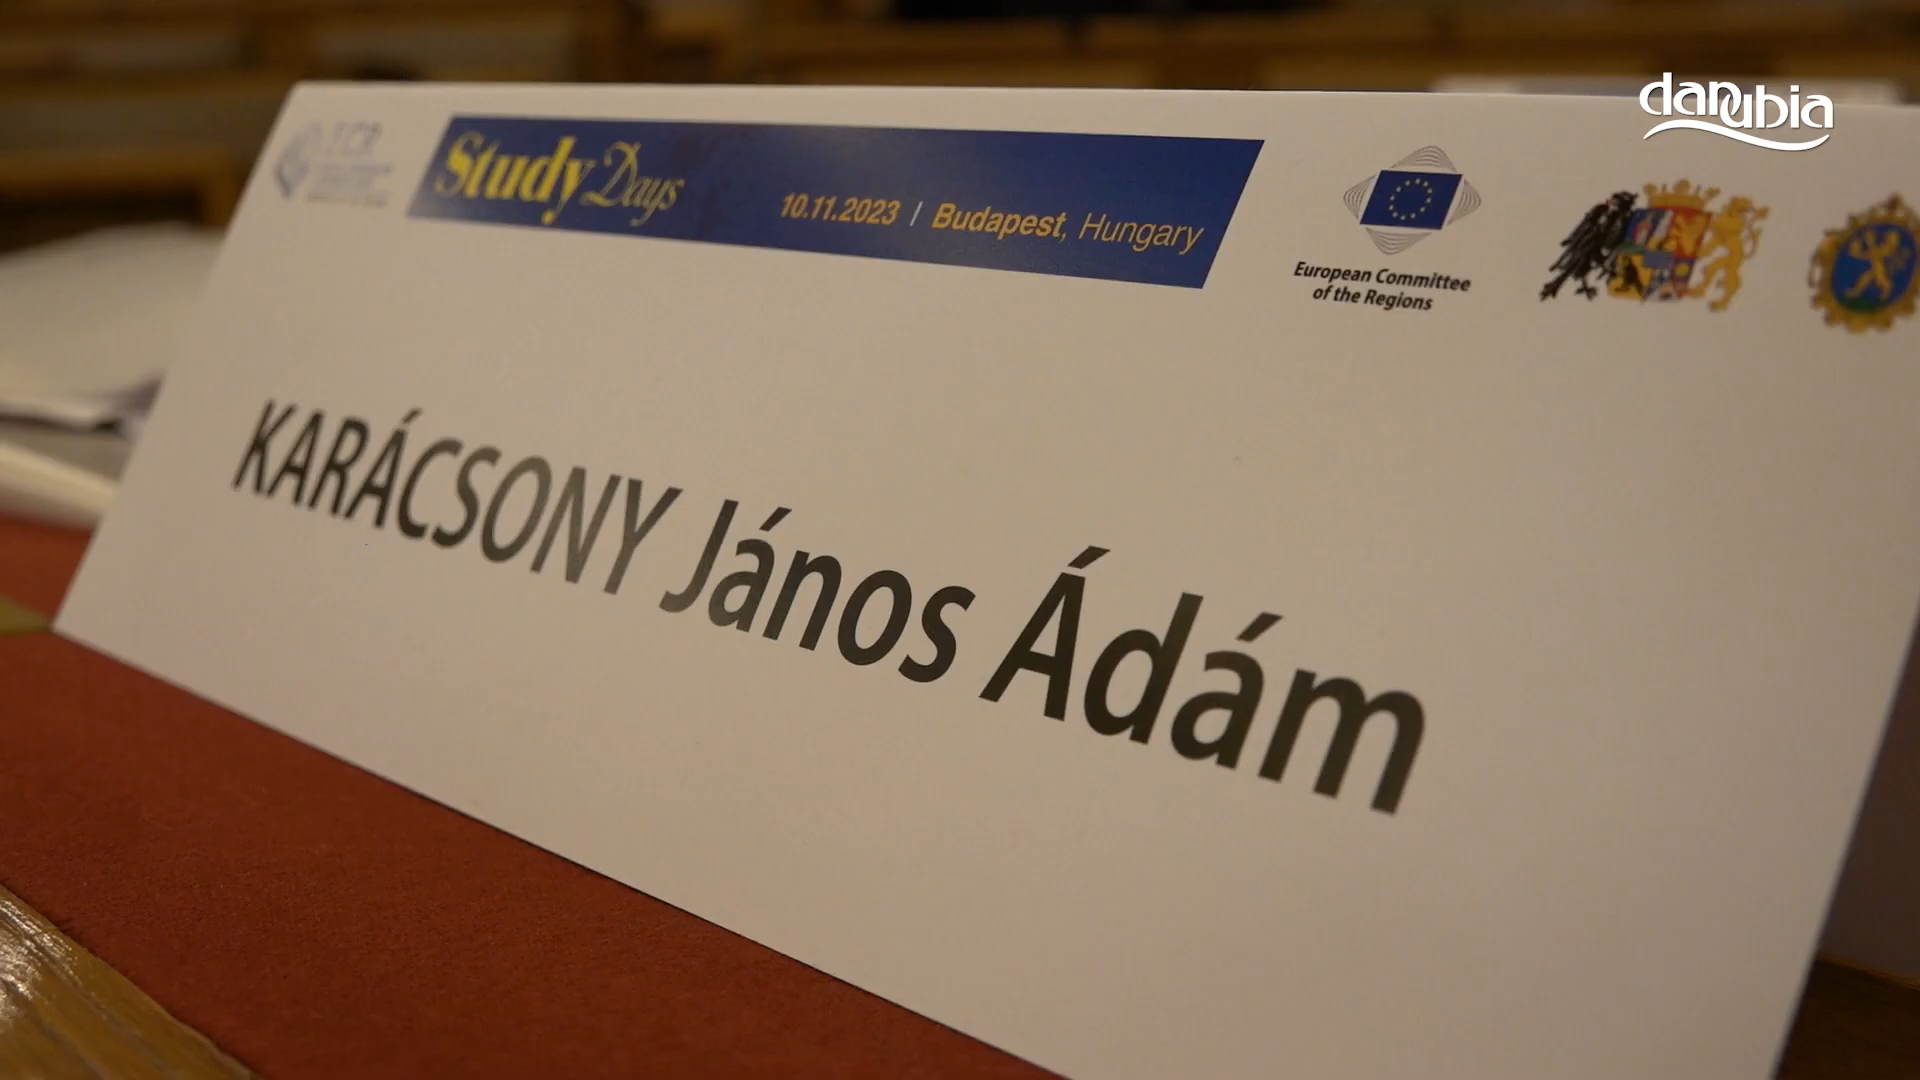 danubia
Study Days
10.11.2023 / Budapest, Hungary
European Committee
of the Regions
KARÁCSONY János Ádám